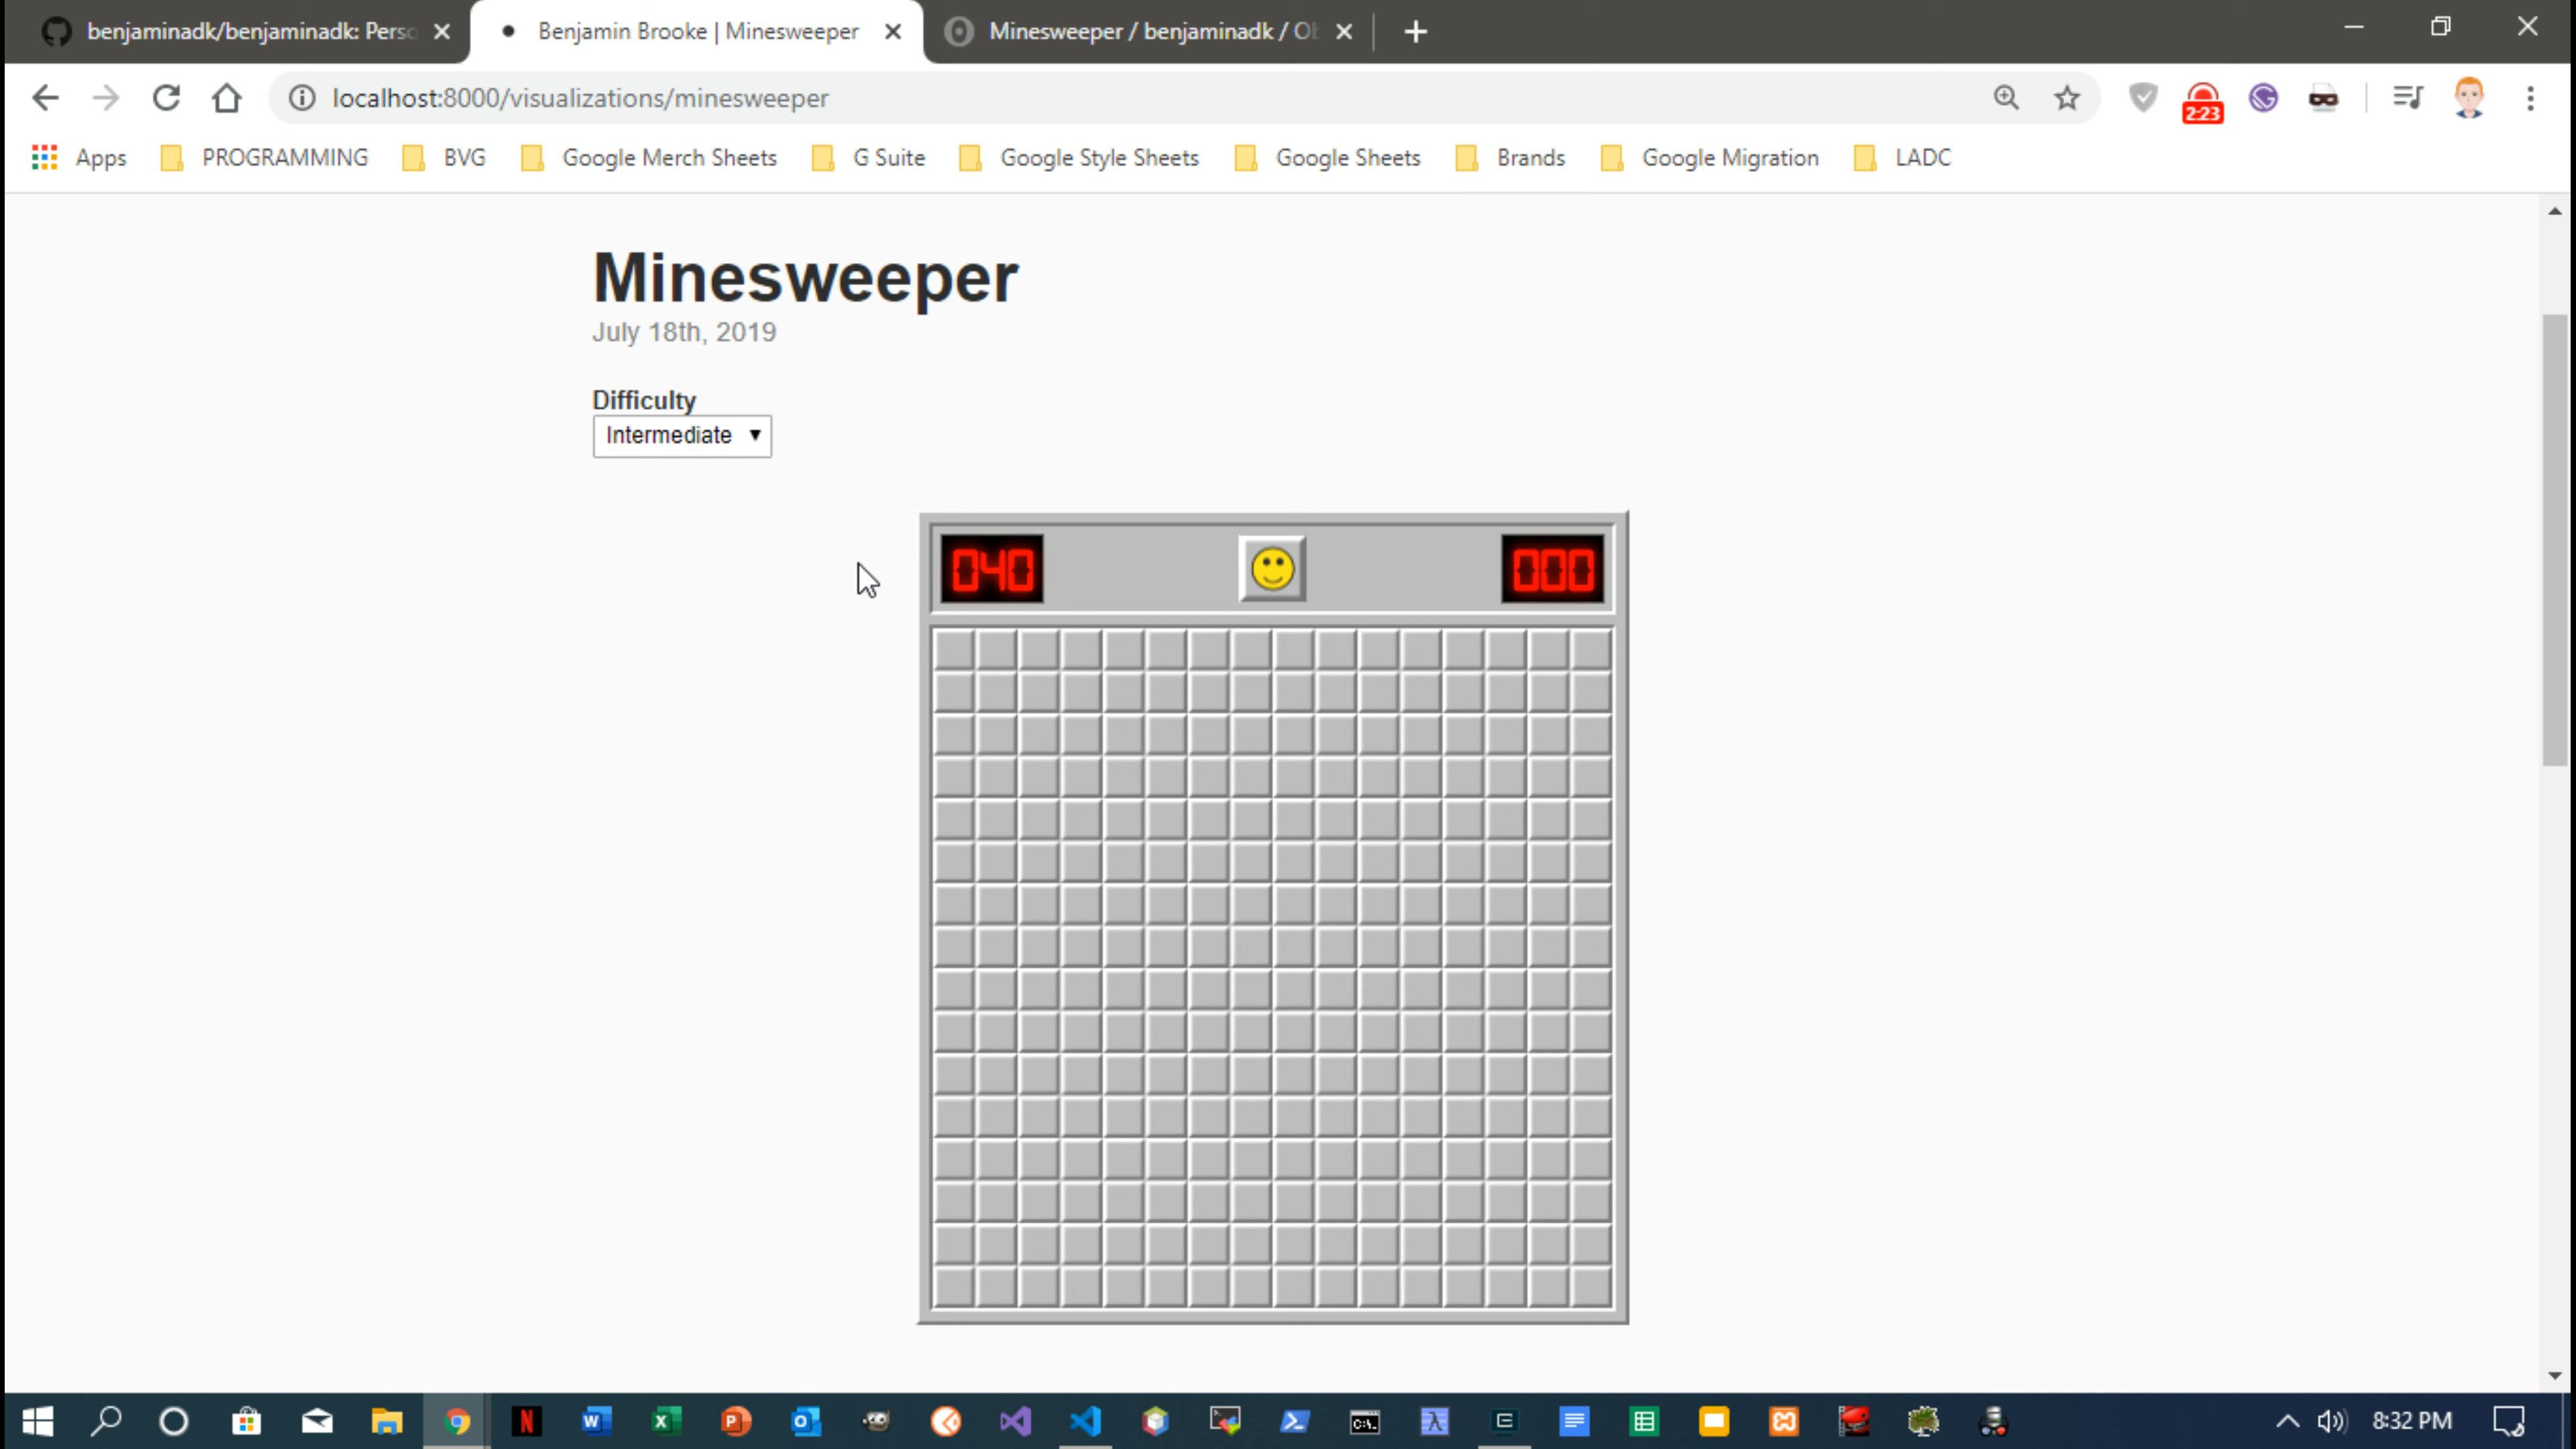 benjaminadk/benjaminadk: Perso
Benjamin Brooke | Minesweeper
Minesweeper / benjaminadk / Ob
localhost:8000/visualizations/minesweeper
2:23
Apps PROGRAMMING BVG Google Merch Sheets G Suite Google Style Sheets Google Sheets Brands Google Migration LADC
Minesweeper
July 18th, 2019
Difficulty
Intermediate
040
000
8:32 PM